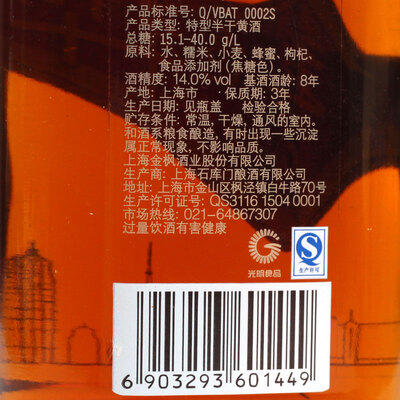 产品标准号: Q/VBAT 0002S
产品类型: 特型半干黄酒
总糖: 15.1-40.0 g/L
原料: 水、糯米、小麦、蜂蜜、枸杞、
食品添加剂 (焦糖色) 。
酒精度: 14.0%vol 基酒酒龄: 8年
产地: 上海市 · 保质期: 3年
生产日期: 见瓶盖 检验合格
贮存条件: 常温, 干燥, 通风的室内。
和酒系粮食酿造, 有时出现一些沉淀
属正常现象, 不影响品质。
上海金枫酒业股份有限公司
生产商: 上海石库门酿酒有限公司
地址: 上海市金山区枫泾镇白牛路70号
生产许可证号: QS3116 1504 0001
市场热线: 021-64867307
过量饮酒有害健康
光明食品
生产许可
6 903293 601449